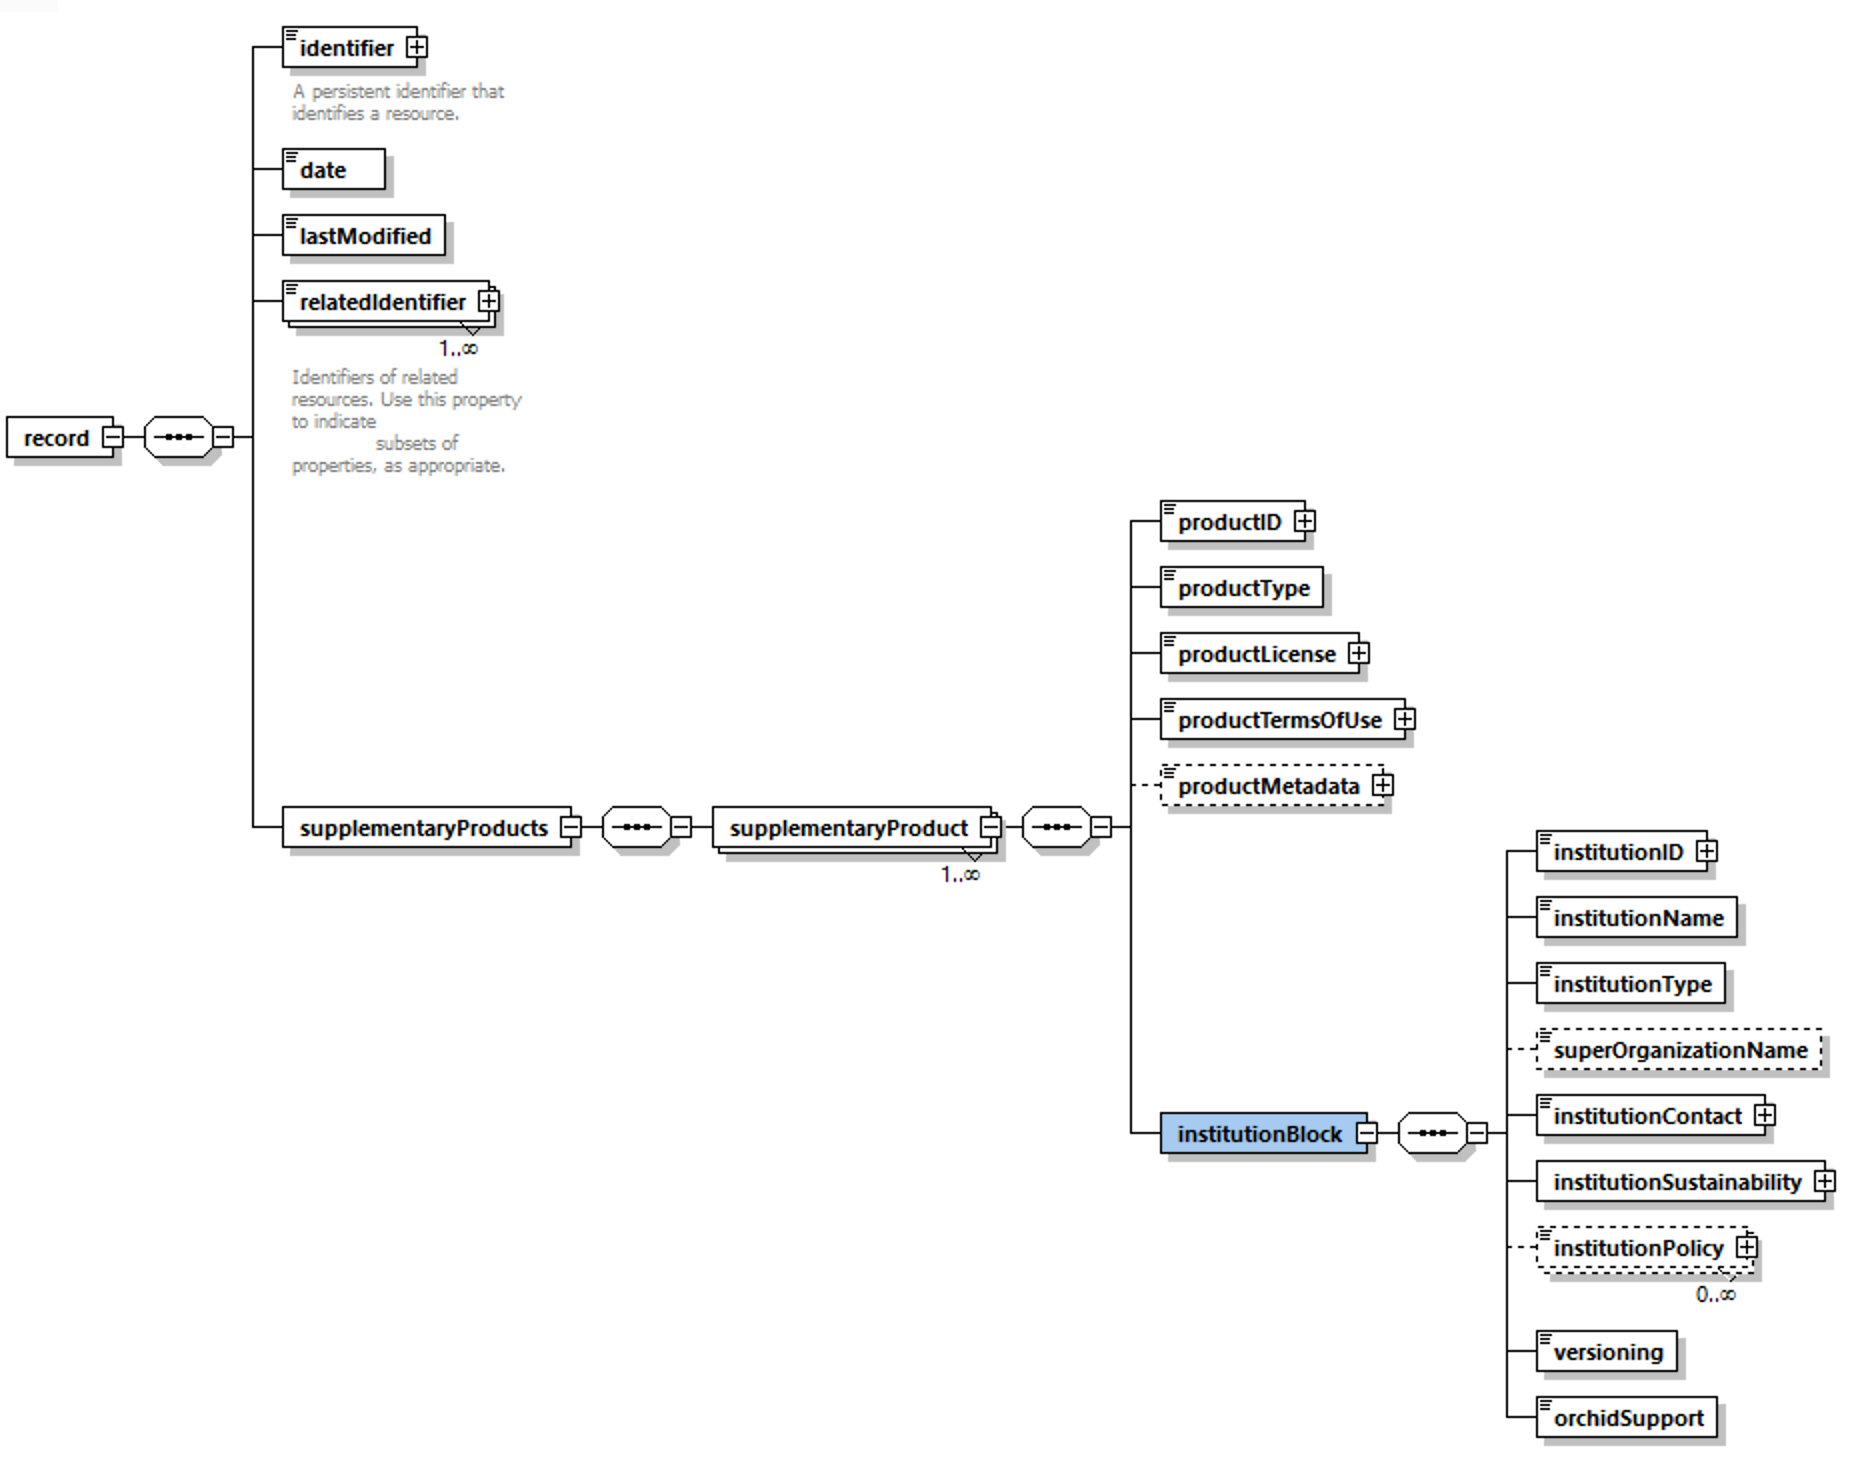 identifier
A persistent identifier that
identifies a resource.
date
lastModified
relatedIdentifier
1..∞
Identifiers of related
resources. Use this property
to indicate
subsets of
properties, as appropriate.
record
supplementaryProducts
supplementaryProduct
1..∞
productID
productType
productLicense
productTermsOfUse
productMetadata
institutionBlock
institutionID
institutionName
institutionType
superOrganizationName
institutionContact
institutionSustainability
institutionPolicy
0..∞
versioning
orchidSupport